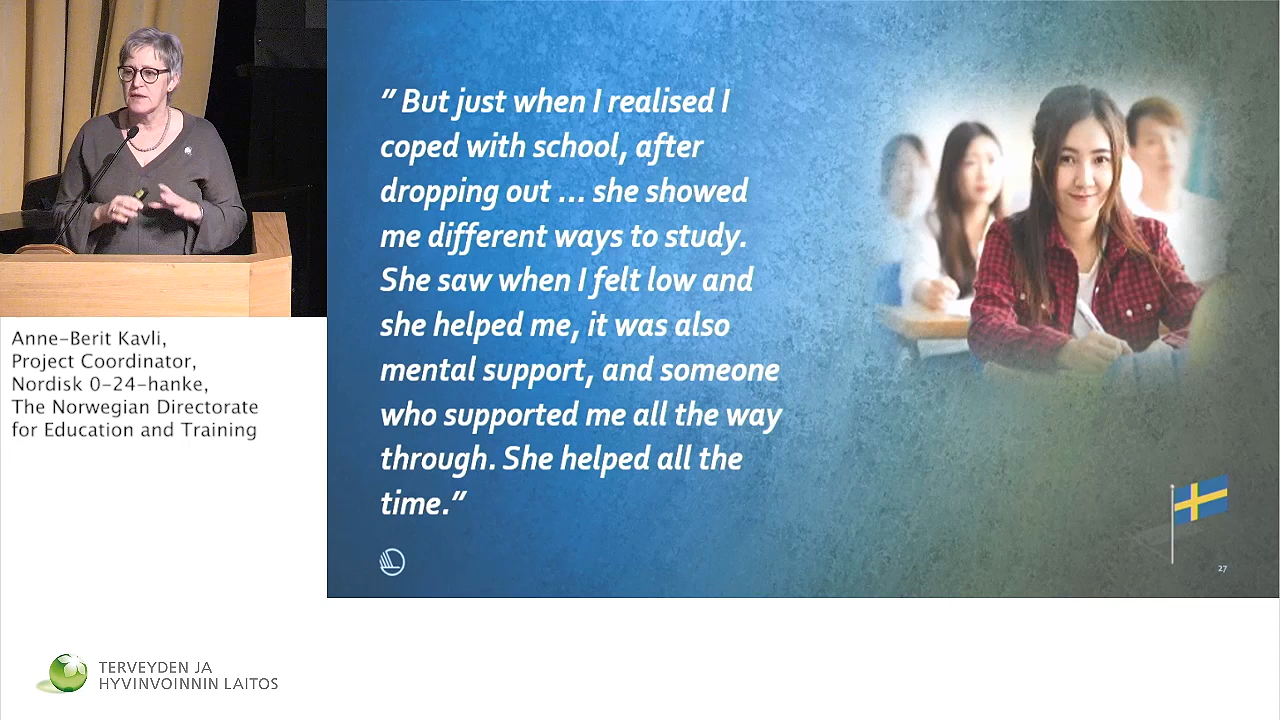 “ But just when I realised I
coped with school, after
dropping out ... she showed
me different ways to study.
She saw when I felt low and
she helped me, it was also
mental support, and someone
who supported me all the way
through. She helped all the
time.”
27
Anne-Berit Kavli,
Project Coordinator,
Nordisk 0-24-hanke,
The Norwegian Directorate
for Education and Training
TERVEYDEN JA
HYVINVOINNIN LAITOS